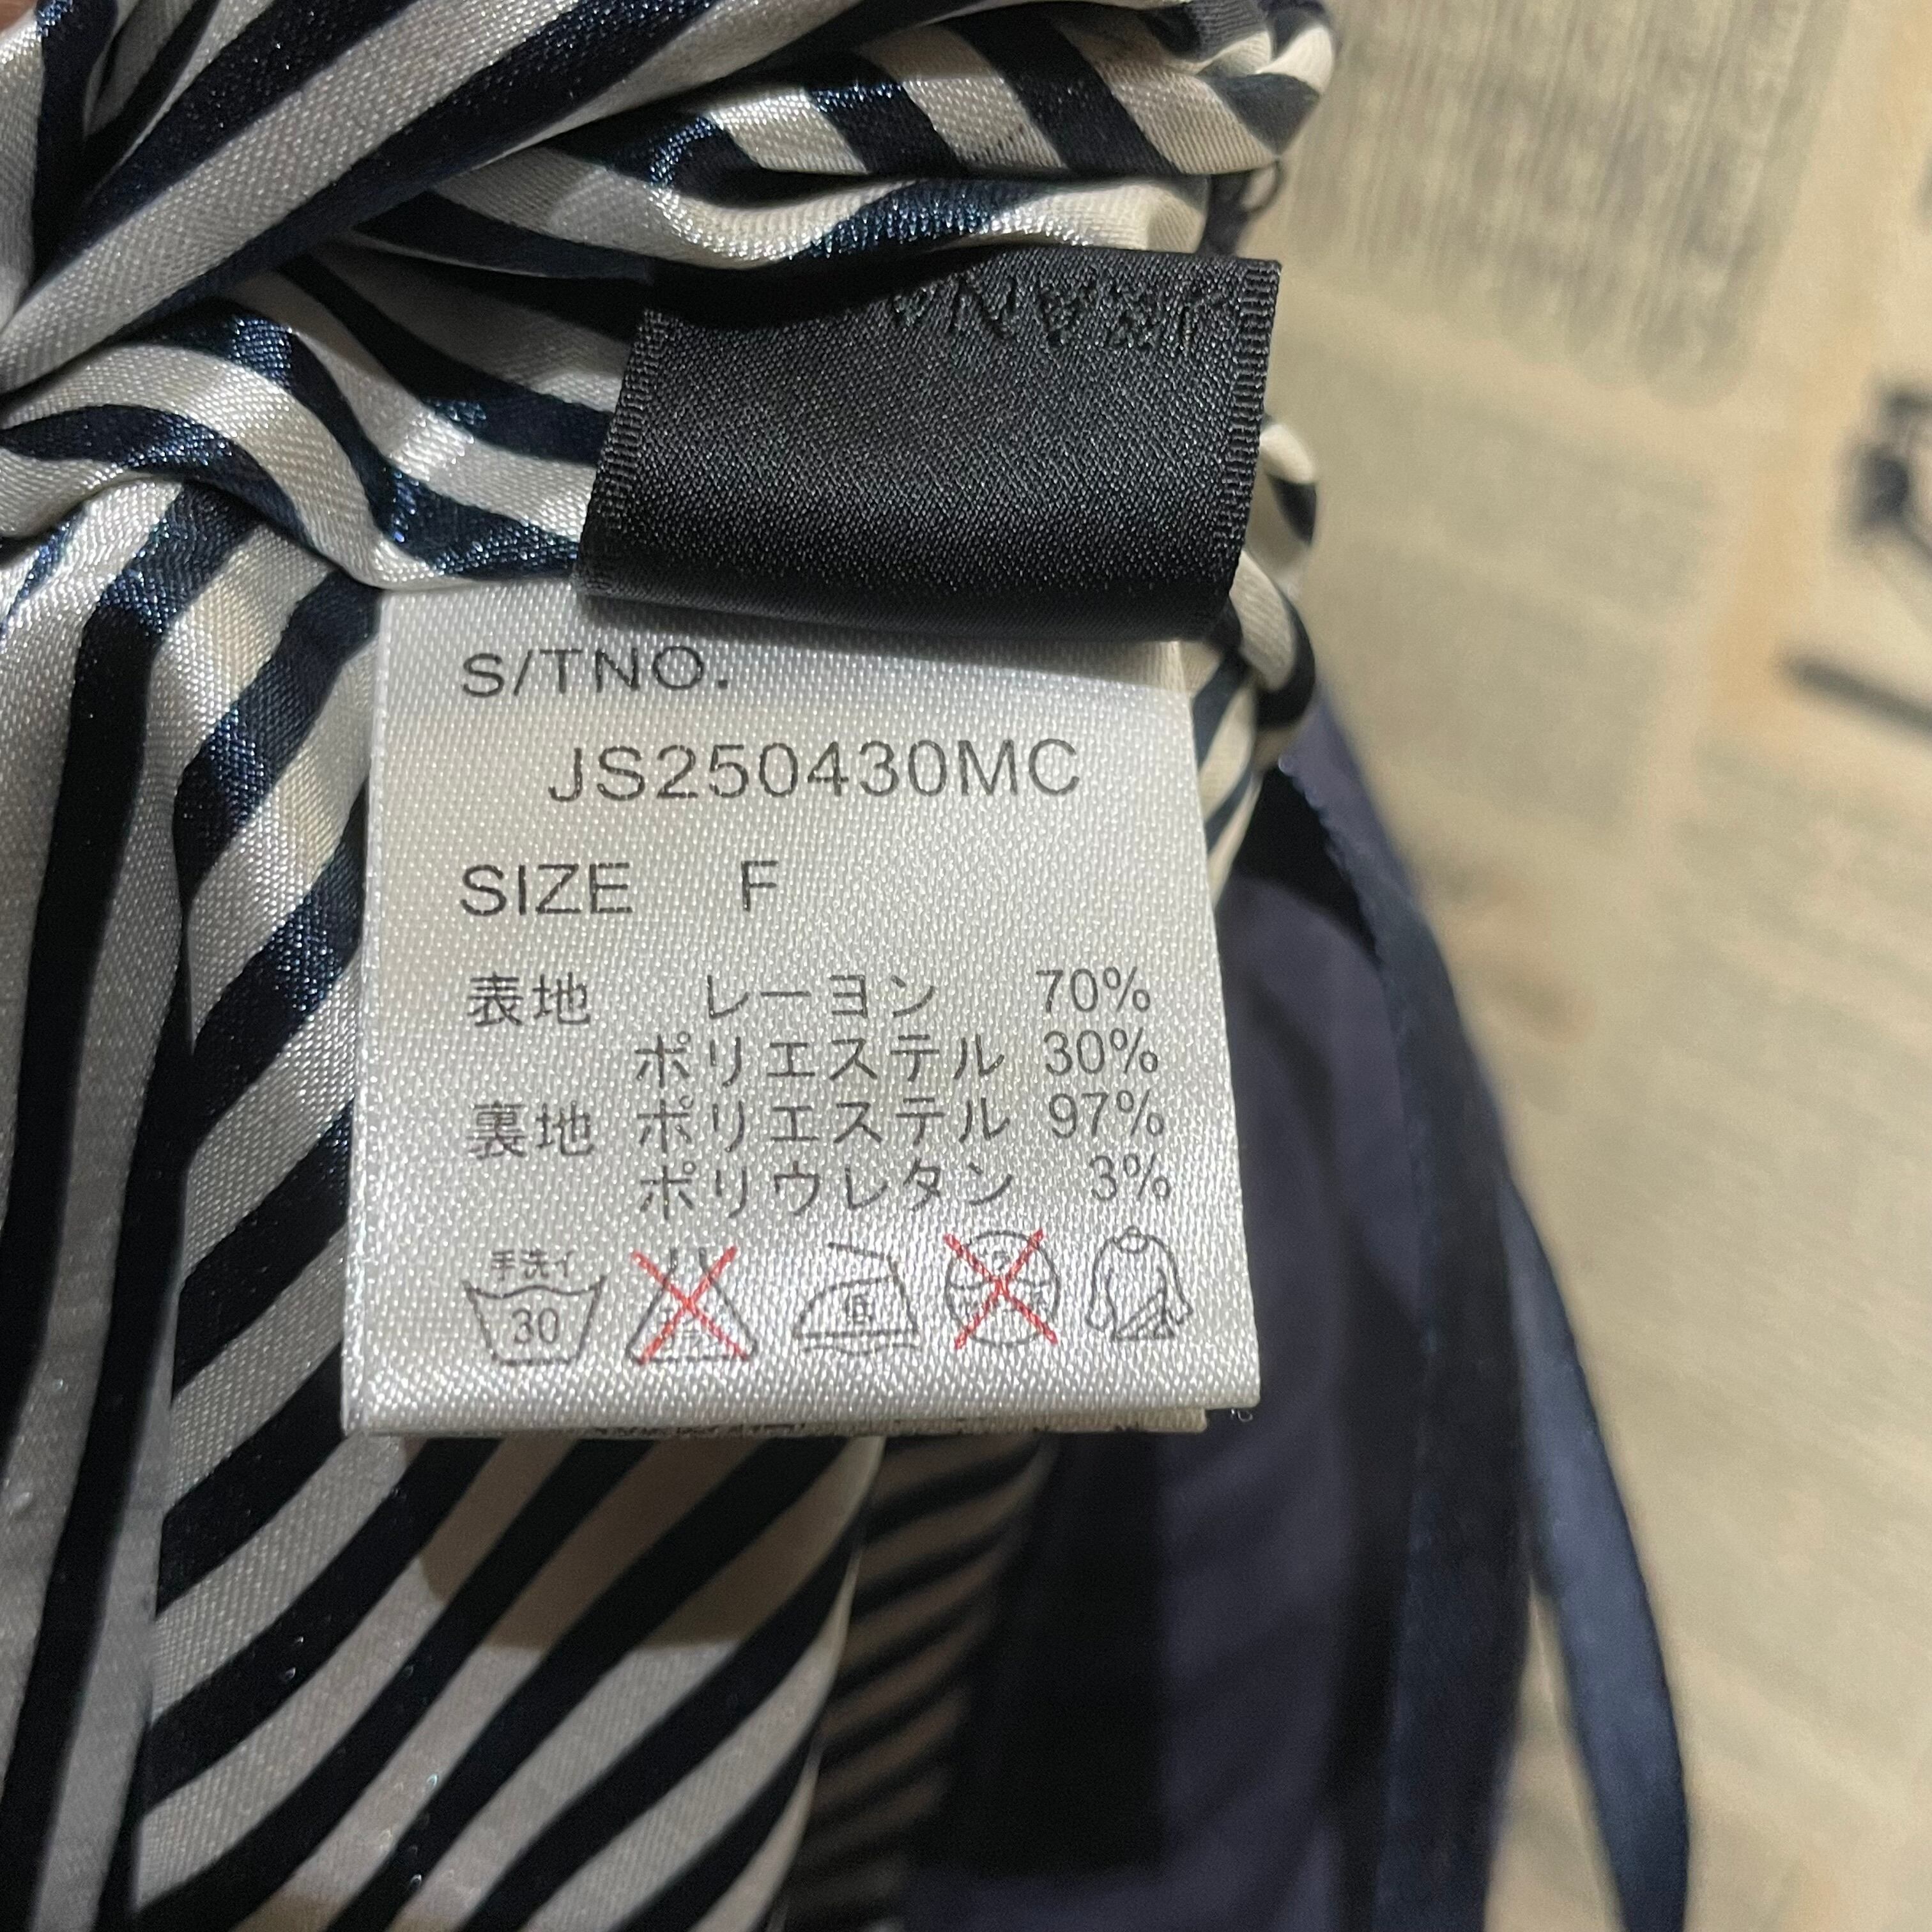 S/TNO.
JS250430MC
SIZE F
表地 レーヨン 70%
ポリエステル 30%
裏地 ポリエステル 97%
ポリウレタン 3%
手洗イ
30
低